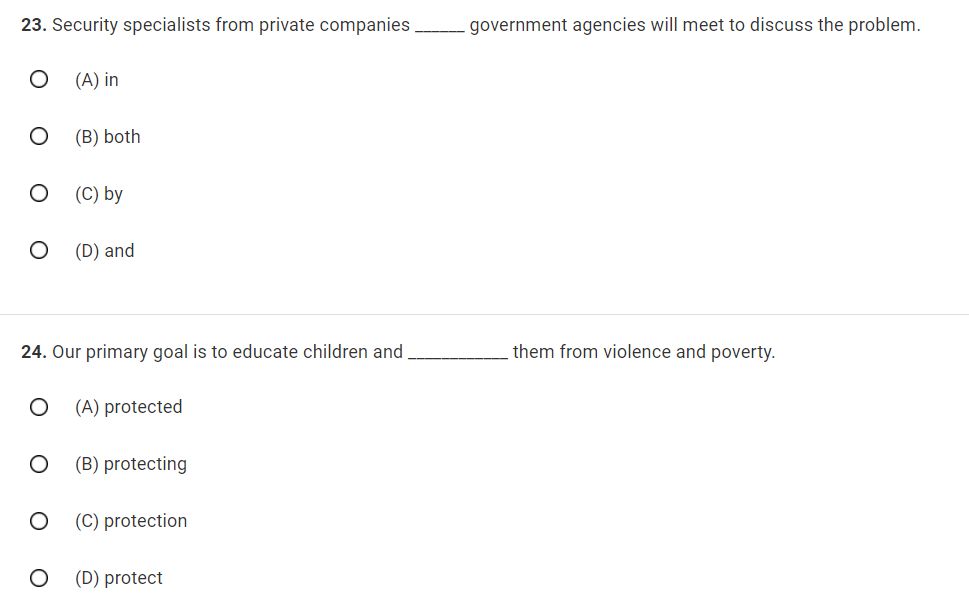 23. Security specialists from private companies ______ government agencies will meet to discuss the problem.
(A) in
(B) both
(C) by
(D) and
24. Our primary goal is to educate children and ____________ them from violence and poverty.
(A) protected
(B) protecting
(C) protection
(D) protect